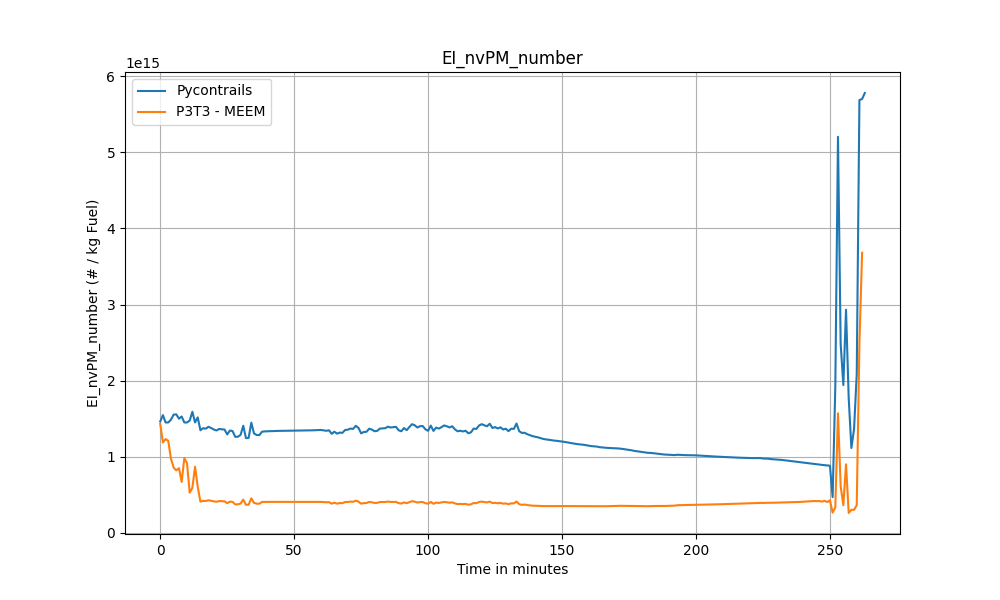 EI_nvPM_number
1e15
Pycontrails
P3T3 - MEEM
6
5
4
3
2
1
0
EI_nvPM_number (# / kg Fuel)
0 50 100 150 200 250
Time in minutes